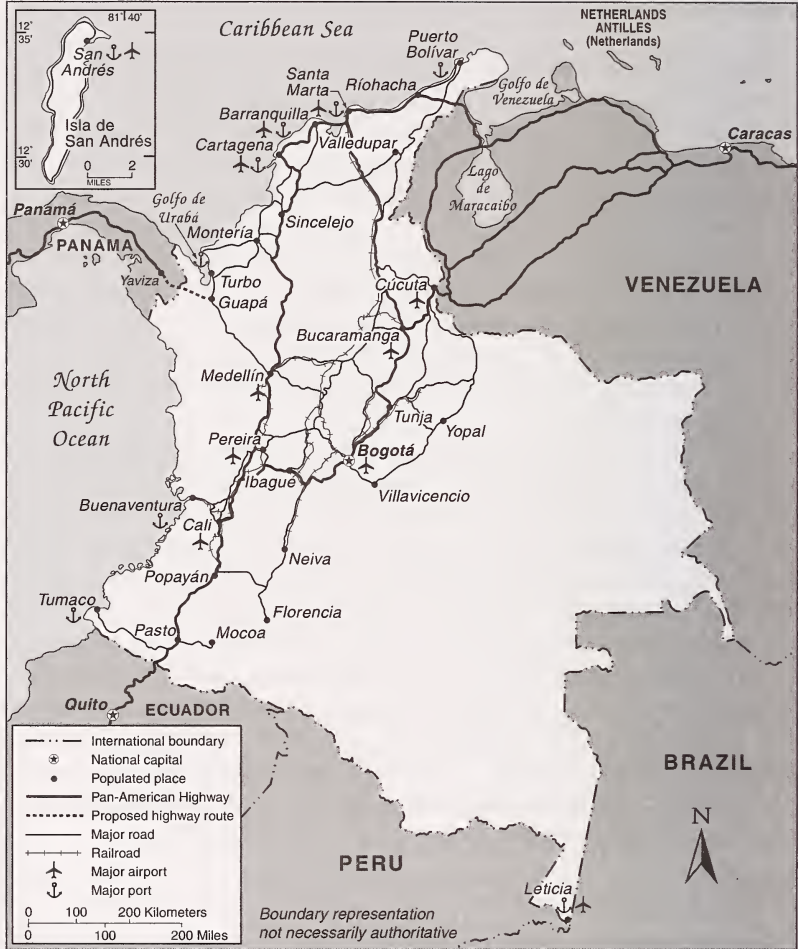 81° 40'
12°
35'
San
Andrés
Isla de
San Andrés
12°
30'
0 2
MILES
Caribbean Sea
NETHERLANDS
ANTILLES
(Netherlands)
Puerto
Bolívar
Santa
Marta
Ríohacha
Golfo de
Venezuela
Barranquilla
Cartagena
Valledupar
Caracas
Lago
de
Maracaibo
Golfo de
Urabá
Panamá
PANAMA
Montería
Sincelejo
Yaviza
Turbo
Guapá
Cúcuta
VENEZUELA
Bucaramanga
North
Pacific
Ocean
Medellín
Tunja
Yopal
Pereira
Bogotá
Ibagué
Villavicencio
Buenaventura
Cali
Neiva
Popayán
Tumaco
Florencia
Pasto
Mocoa
Quito
ECUADOR
BRAZIL
PERU
N
Leticia
International boundary
National capital
Populated place
Pan-American Highway
Proposed highway route
Major road
Railroad
Major airport
Major port
0 100 200 Kilometers
0 100 200 Miles
Boundary representation
not necessarily authoritative